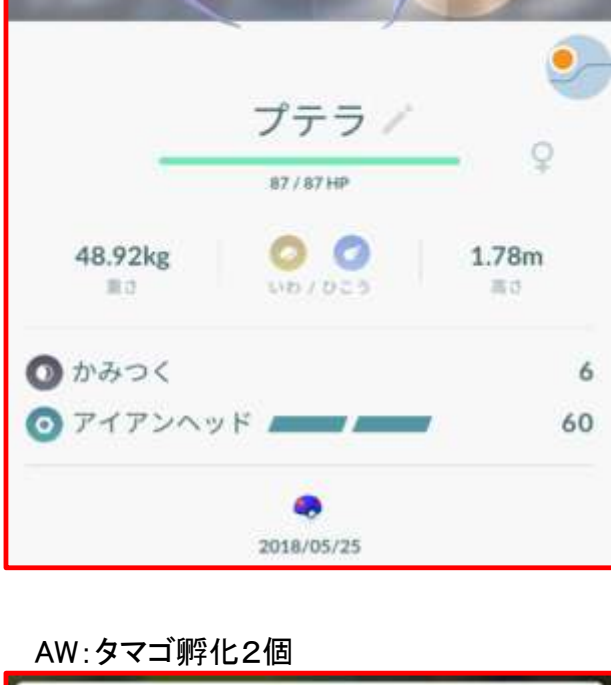 プテラ
87 / 87 HP
48.92kg
重さ
いわ / ひこう
1.78m
高さ
かみつく 6
アイアンヘッド 60
2018/05/25
AW:タマゴ孵化2個